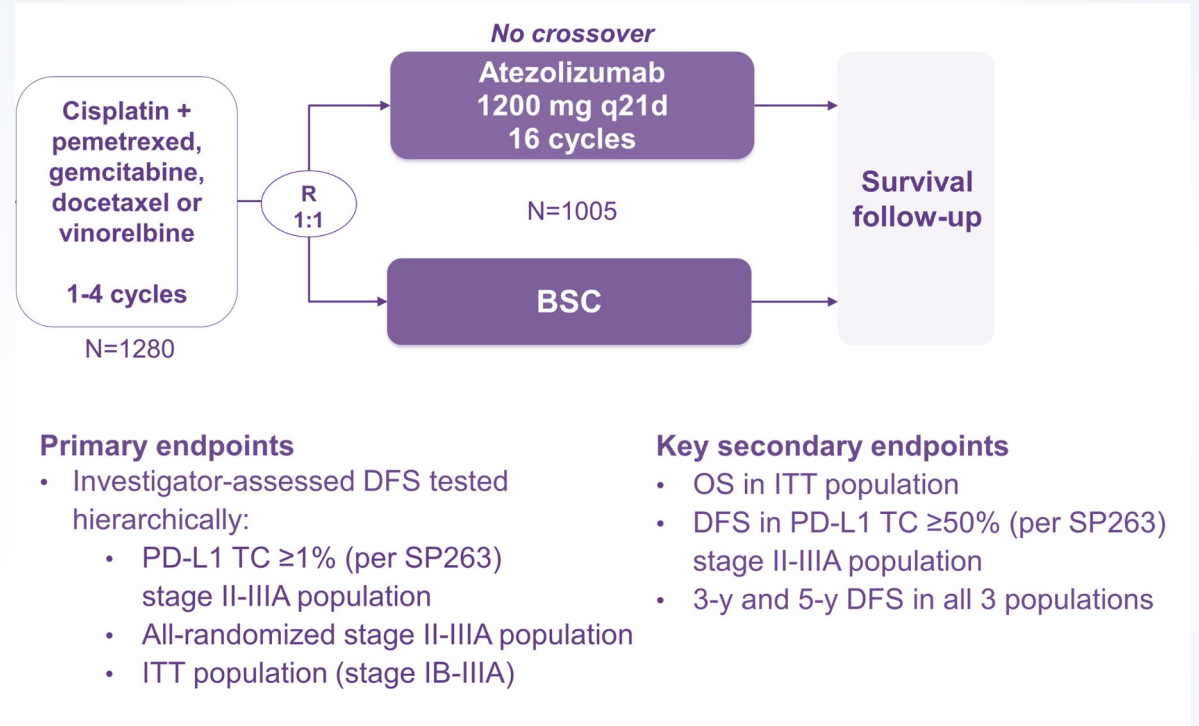 No crossover
Cisplatin +
pemetrexed,
gemcitabine,
docetaxel or
vinorelbine
1-4 cycles
N=1280
R
1:1
Atezolizumab
1200 mg q21d
16 cycles
N=1005
BSC
Survival
follow-up
Primary endpoints
• Investigator-assessed DFS tested
hierarchically:
• PD-L1 TC ≥1% (per SP263)
stage II-IIIA population
• All-randomized stage II-IIIA population
• ITT population (stage IB-IIIA)
Key secondary endpoints
• OS in ITT population
• DFS in PD-L1 TC ≥50% (per SP263)
stage II-IIIA population
• 3-y and 5-y DFS in all 3 populations